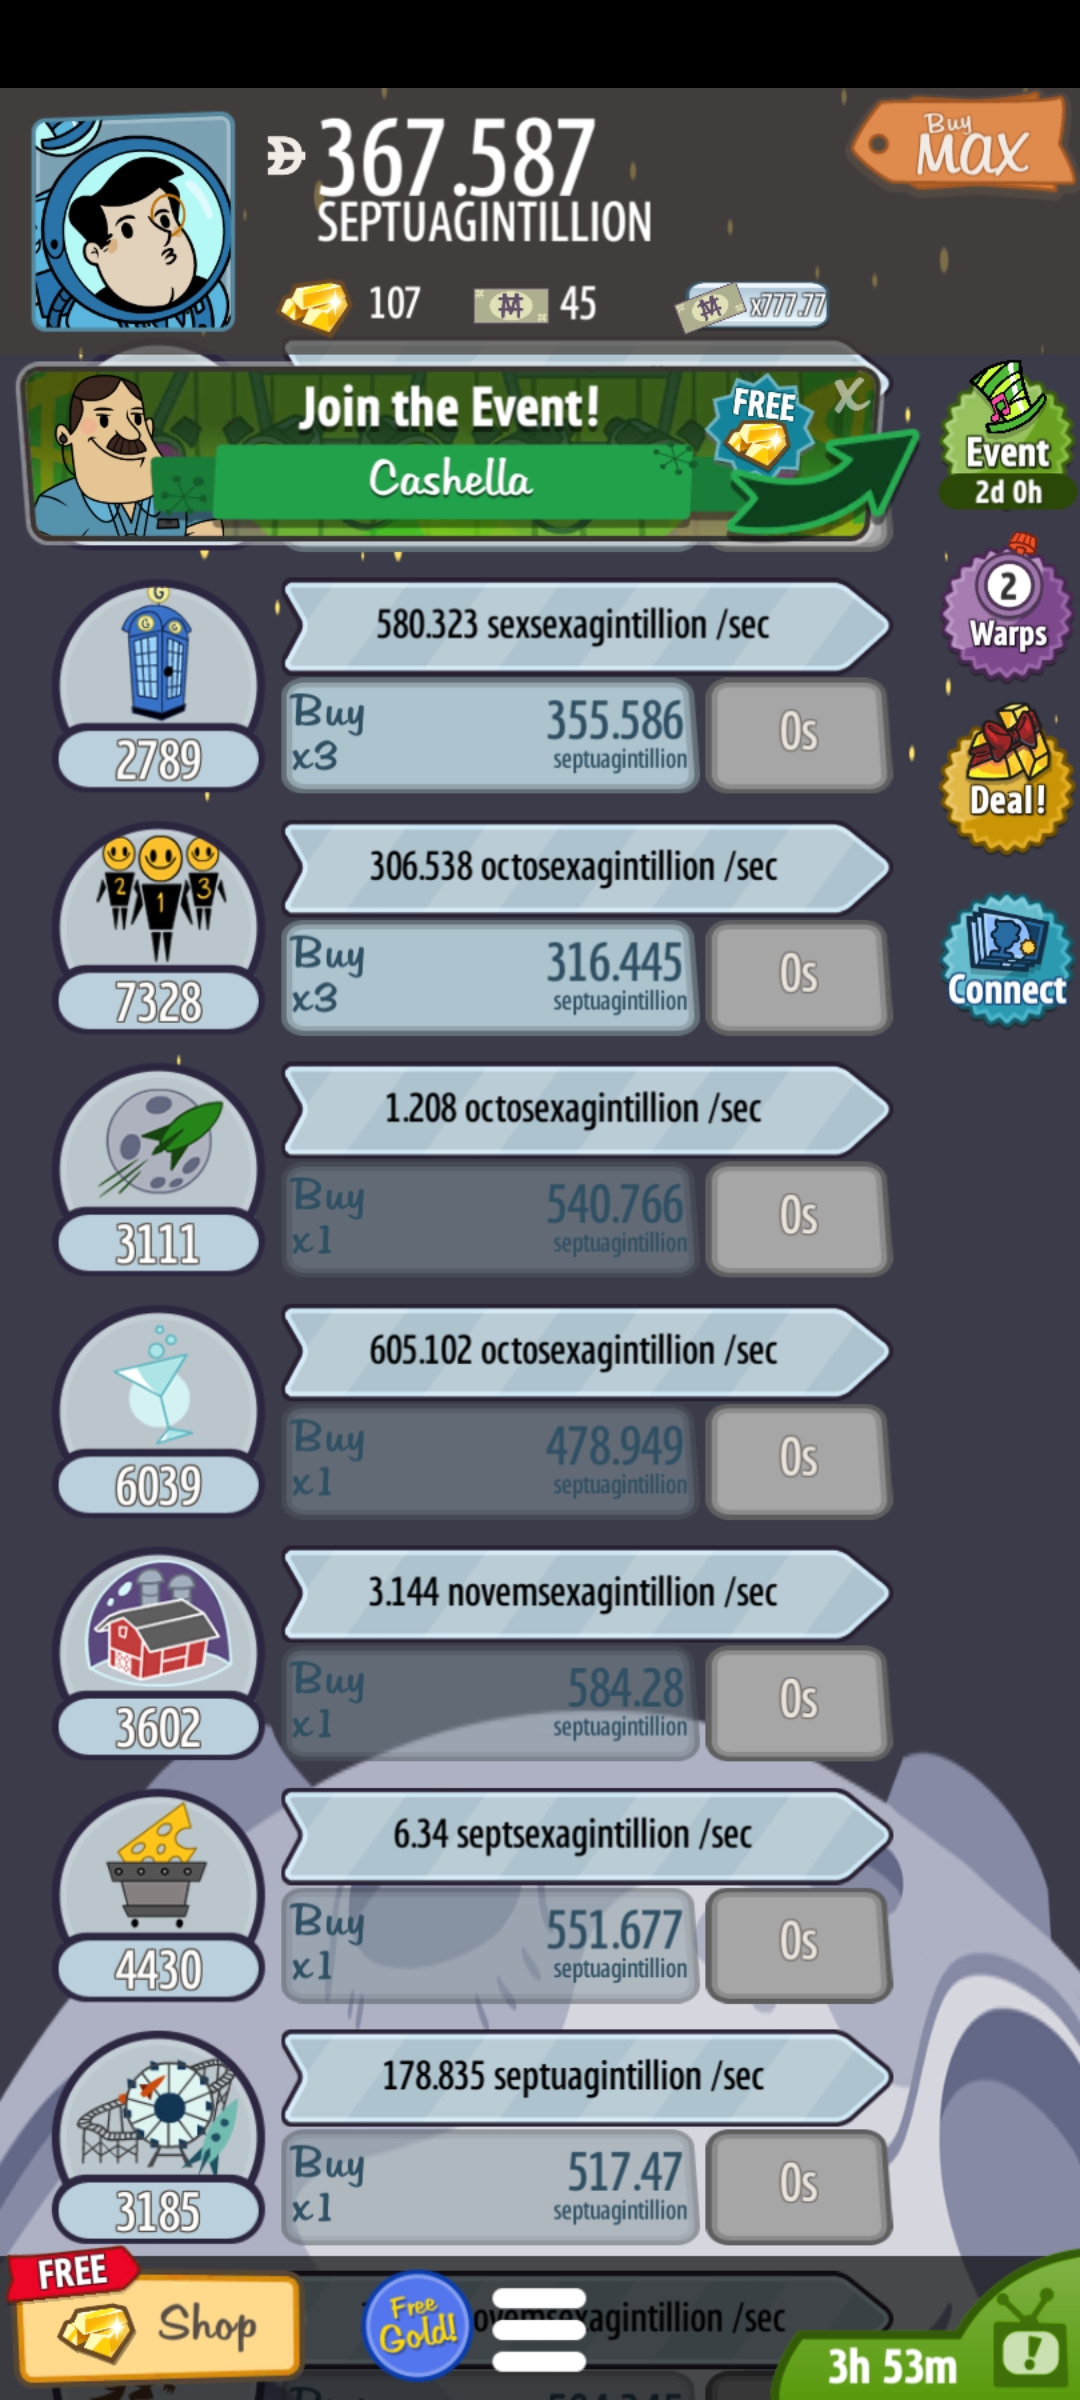 367.587
SEPTUAGINTILLION
Buy
MAX
107
45
x777.77
Join the Event!
Cashella
FREE
X
Event
2d 0h
G
G G
580.323 sexsexagintillion /sec
Buy
x3
355.586
septuagintillion
0s
2789
2
Warps
Deal!
2 1 3
306.538 octosexagintillion /sec
Buy
x3
316.445
septuagintillion
0s
7328
Connect
1.208 octosexagintillion /sec
Buy
x1
540.766
septuagintillion
0s
3111
605.102 octosexagintillion /sec
Buy
x1
478.949
septuagintillion
0s
6039
3.144 novemsexagintillion /sec
Buy
x1
584.28
septuagintillion
0s
3602
6.34 septsexagintillion /sec
Buy
x1
551.677
septuagintillion
0s
4430
178.835 septuagintillion /sec
Buy
x1
517.47
septuagintillion
0s
3185
FREE
Shop
Free
Gold!
/sec
3h 53m
!